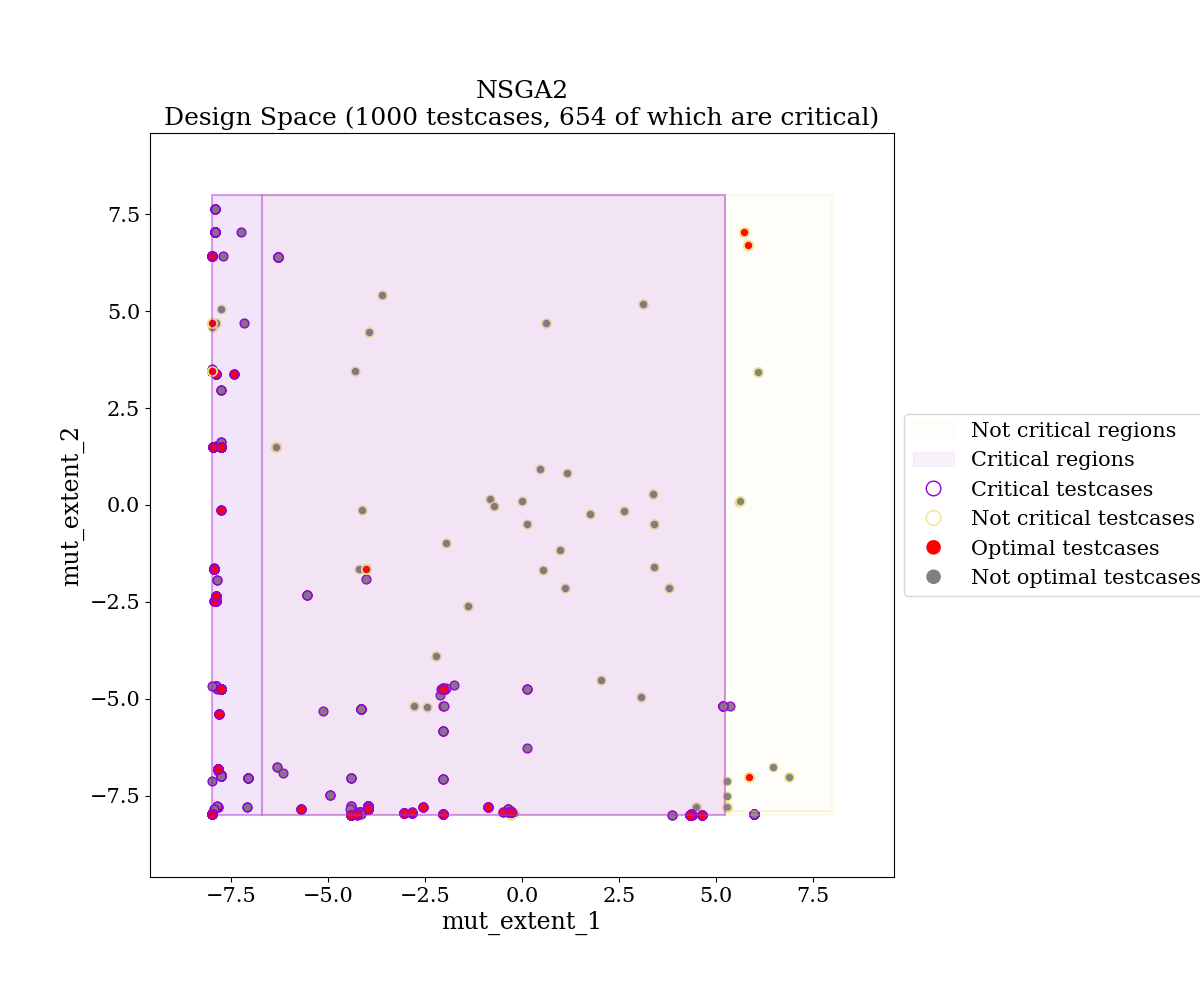 NSGA2
Design Space (1000 testcases, 654 of which are critical)
7.5
5.0
2.5
0.0
−2.5
−5.0
−7.5
mut_extent_2
−7.5
−5.0
−2.5
0.0
2.5
5.0
7.5
mut_extent_1
Not critical regions
Critical regions
Critical testcases
Not critical testcases
Optimal testcases
Not optimal testcases